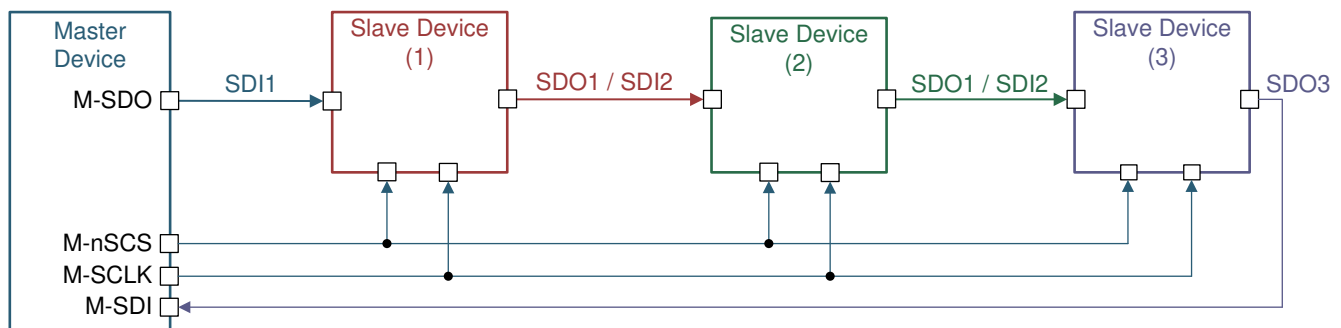 Master
Device
Slave Device
(1)
Slave Device
(2)
Slave Device
(3)
M-SDO
SDI1
SDO1 / SDI2
SDO1 / SDI2
SDO3
M-nSCS
M-SCLK
M-SDI